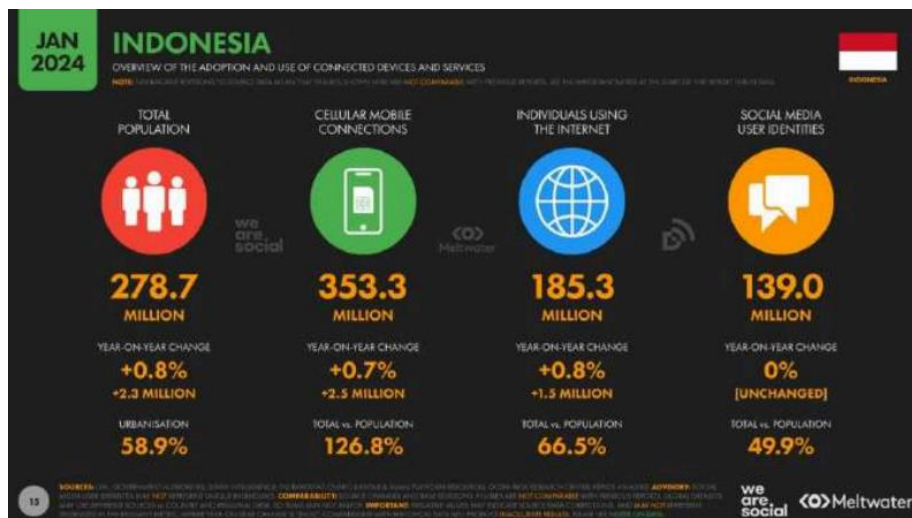 JAN
2024
INDONESIA
OVERVIEW OF THE ADOPTION AND USE OF CONNECTED DEVICES AND SERVICES
INDONESIA
TOTAL
POPULATION
278.7
MILLION
YEAR-ON-YEAR CHANGE
+0.8%
+2.3 MILLION
URBANISATION
58.9%
CELLULAR MOBILE
CONNECTIONS
353.3
MILLION
YEAR-ON-YEAR CHANGE
+0.7%
+2.5 MILLION
TOTAL vs. POPULATION
126.8%
INDIVIDUALS USING
THE INTERNET
185.3
MILLION
YEAR-ON-YEAR CHANGE
+0.8%
+1.5 MILLION
TOTAL vs. POPULATION
66.5%
SOCIAL MEDIA
USER IDENTITIES
139.0
MILLION
YEAR-ON-YEAR CHANGE
0%
[UNCHANGED]
TOTAL vs. POPULATION
49.9%
we
are.
social
Meltwater
15
we
are.
social
Meltwater